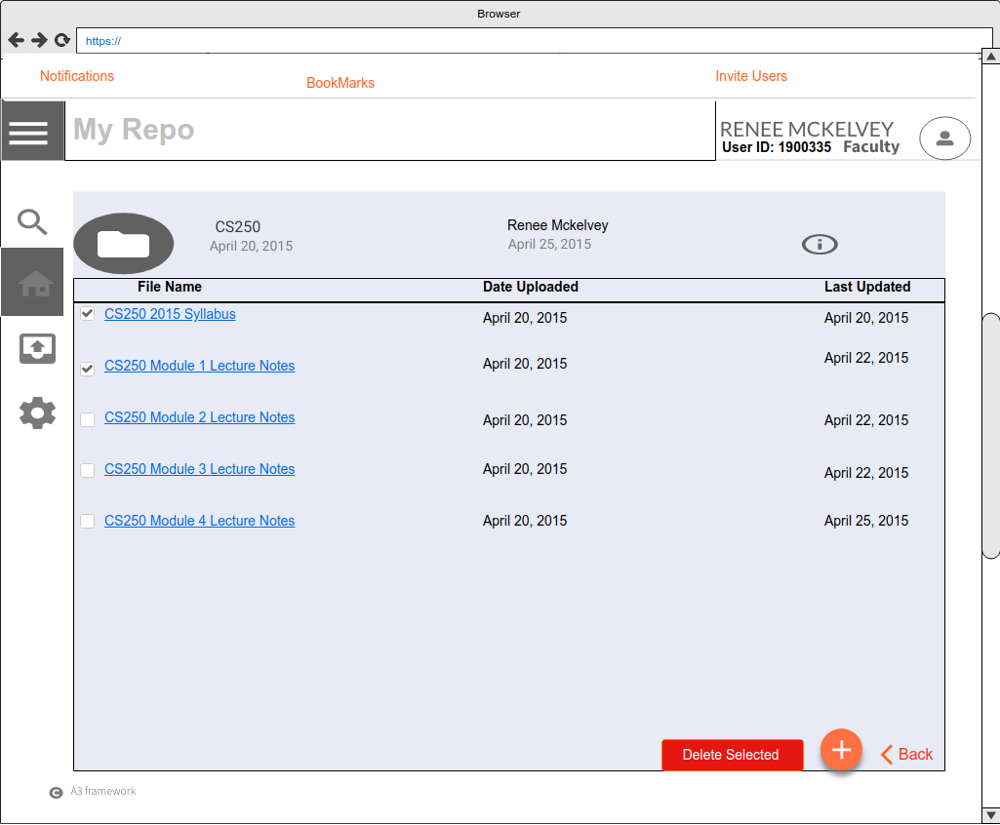 Browser
https://
Notifications
BookMarks
Invite Users
My Repo
RENEE MCKELVEY
User ID: 1900335 Faculty
CS250
April 20, 2015
Renee Mckelvey
April 25, 2015
File Name Date Uploaded Last Updated
CS250 2015 Syllabus April 20, 2015 April 20, 2015
CS250 Module 1 Lecture Notes April 20, 2015 April 22, 2015
CS250 Module 2 Lecture Notes April 20, 2015 April 22, 2015
CS250 Module 3 Lecture Notes April 20, 2015 April 22, 2015
CS250 Module 4 Lecture Notes April 20, 2015 April 25, 2015
Delete Selected
Back
A3 framework